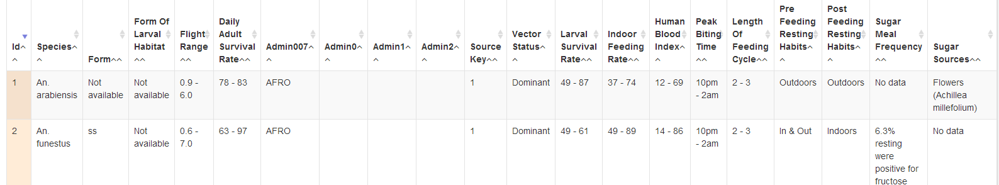 Id^^
Species^^
Form^^
Form Of Larval Habitat ^^
Flight Range ^^
Daily Adult Survival Rate^^
Admin007^^
Admin0^^
Admin1^^
Admin2^^
Source Key^^
Vector Status^^
Larval Survival Rate^^
Indoor Feeding Rate^^
Human Blood Index^^
Peak Biting Time ^^
Length Of Feeding Cycle^^
Pre Feeding Resting Habits^^
Post Feeding Resting Habits^^
Sugar Meal Frequency ^^
Sugar Sources^^
1
An. arabiensis
Not available
Not available
0.9 - 6.0
78 - 83
AFRO
1
Dominant
49 - 87
37 - 74
12 - 69
10pm - 2am
2 - 3
Outdoors
Outdoors
No data
Flowers (Achillea millefolium)
2
An. funestus
ss
Not available
0.6 - 7.0
63 - 97
AFRO
1
Dominant
49 - 61
49 - 89
14 - 86
10pm - 2am
2 - 3
In & Out
Indoors
6.3% resting were positive for fructose
No data